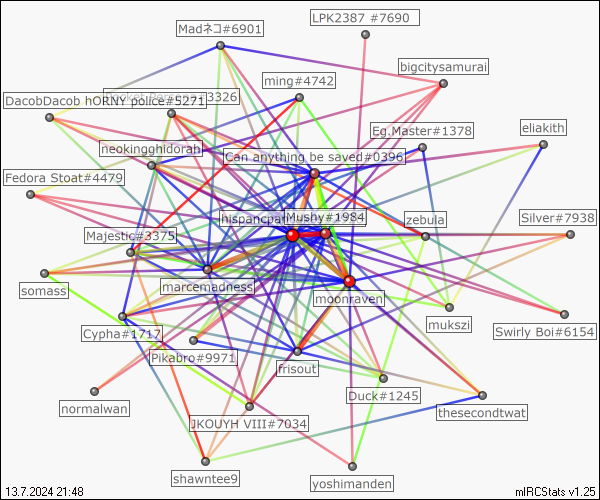 LPK2387 #7690
Madネコ#6901
bigcitysamurai
ming#4742
#3326
DacobDacob hORNY police#5271
Eg.Master#1378
eliakith
neokingghidorah
Can anything be saved#0396
Fedora Stoat#4479
hispancpa
Mushy#1984
zebula
Silver#7938
Majestic#3375
somass
marcemadness
moonraven
mukszi
Swirly Boi#6154
Cypha#1717
Pikabro#9971
frisout
Duck#1245
normalwan
thesecondtwat
JKOUYH VIII#7034
shawntee9
yoshimanden
13.7.2024 21:48
mIRCStats v1.25